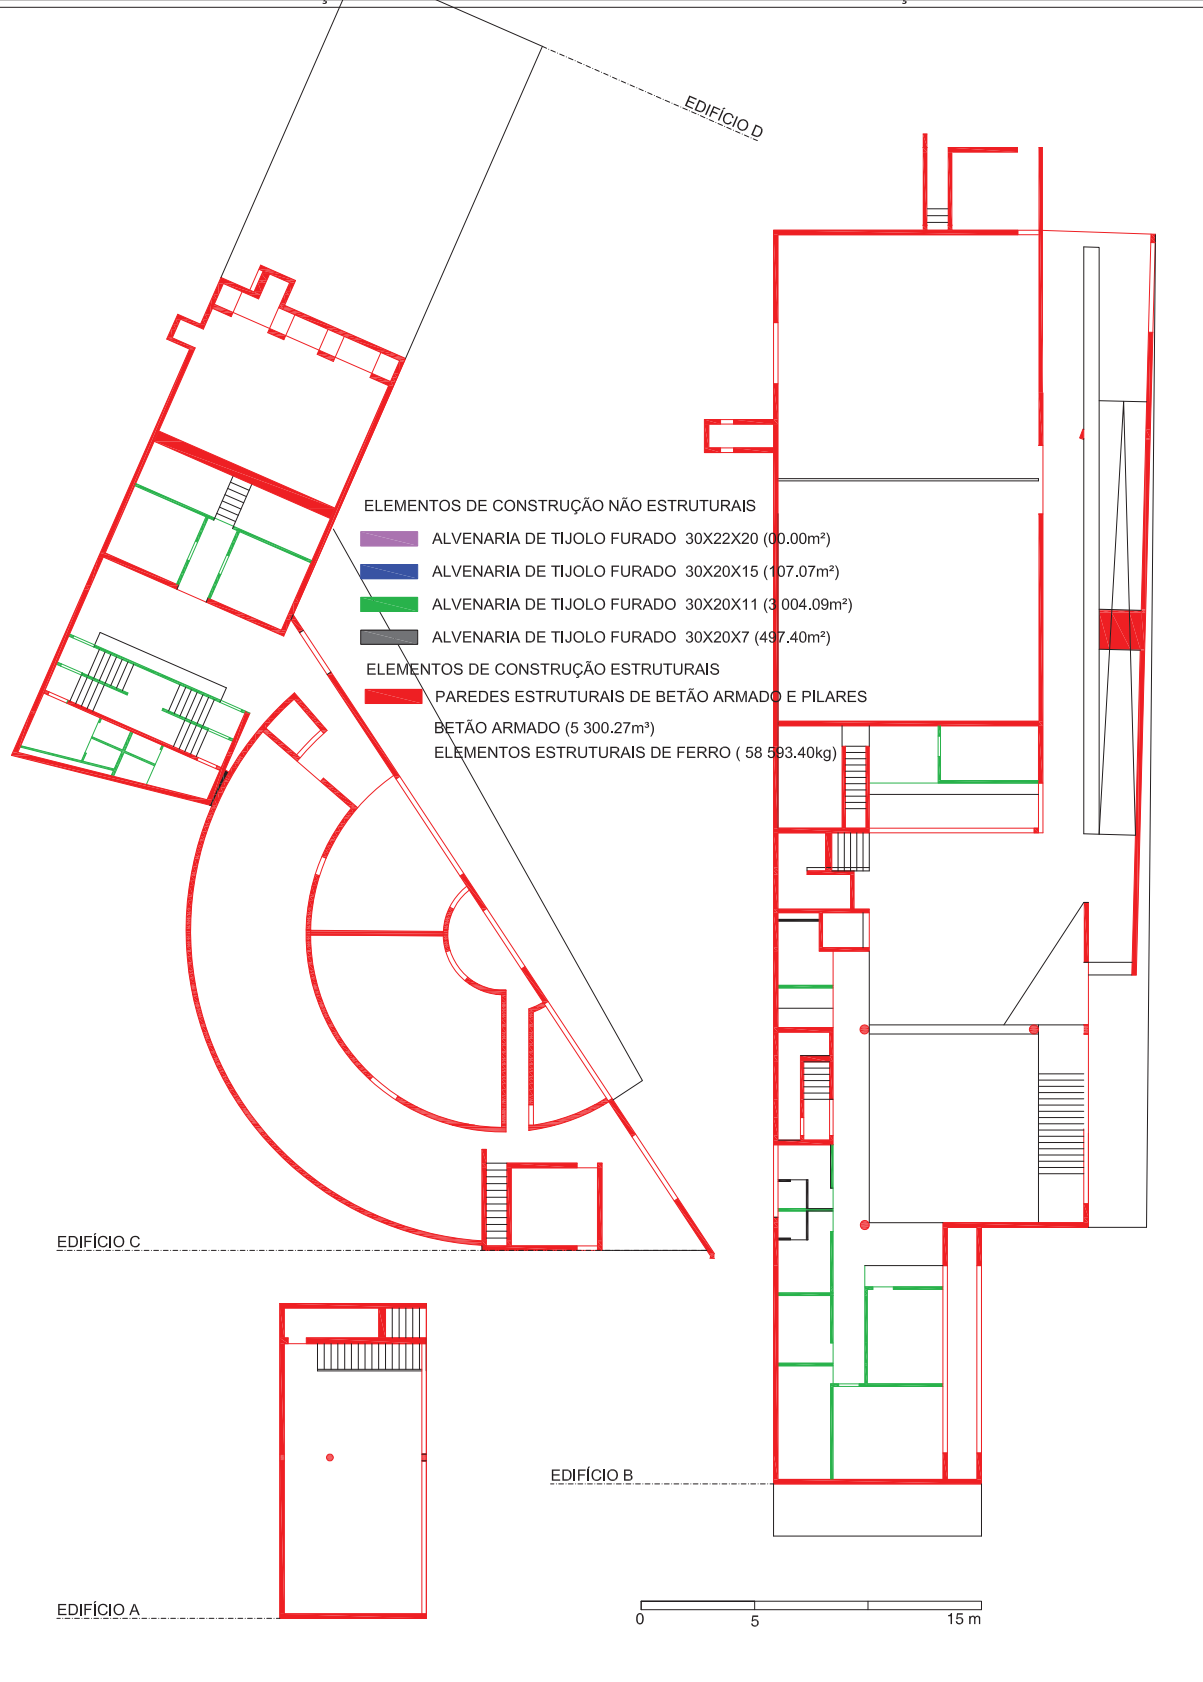 EDIFÍCIO D
ELEMENTOS DE CONSTRUÇÃO NÃO ESTRUTURAIS
ALVENARIA DE TIJOLO FURADO 30X22X20 (00.00m²)
ALVENARIA DE TIJOLO FURADO 30X20X15 (107.07m²)
ALVENARIA DE TIJOLO FURADO 30X20X11 (3 004.09m²)
ALVENARIA DE TIJOLO FURADO 30X20X7 (497.40m²)
ELEMENTOS DE CONSTRUÇÃO ESTRUTURAIS
PAREDES ESTRUTURAIS DE BETÃO ARMADO E PILARES
BETÃO ARMADO (5 300.27m³)
ELEMENTOS ESTRUTURAIS DE FERRO ( 58 593.40kg)
EDIFÍCIO C
EDIFÍCIO B
EDIFÍCIO A
0 5 15 m